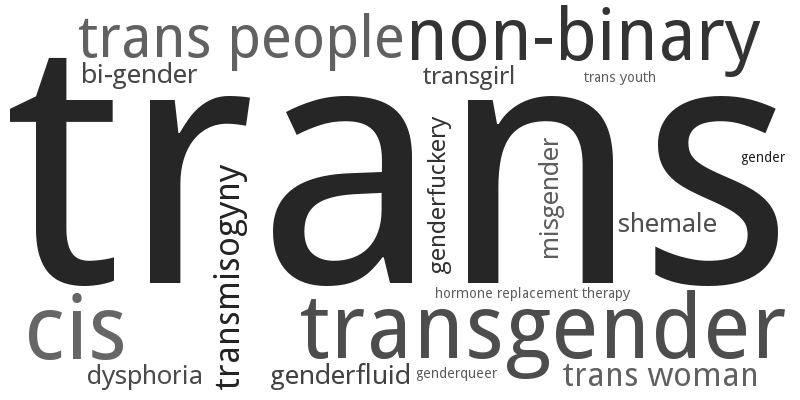 trans people
non-binary
bi-gender
transgirl
trans youth
trans
gender
genderfuckery
misgender
transmisogyny
shemale
hormone replacement therapy
cis
transgender
dysphoria
genderfluid
genderqueer
trans woman